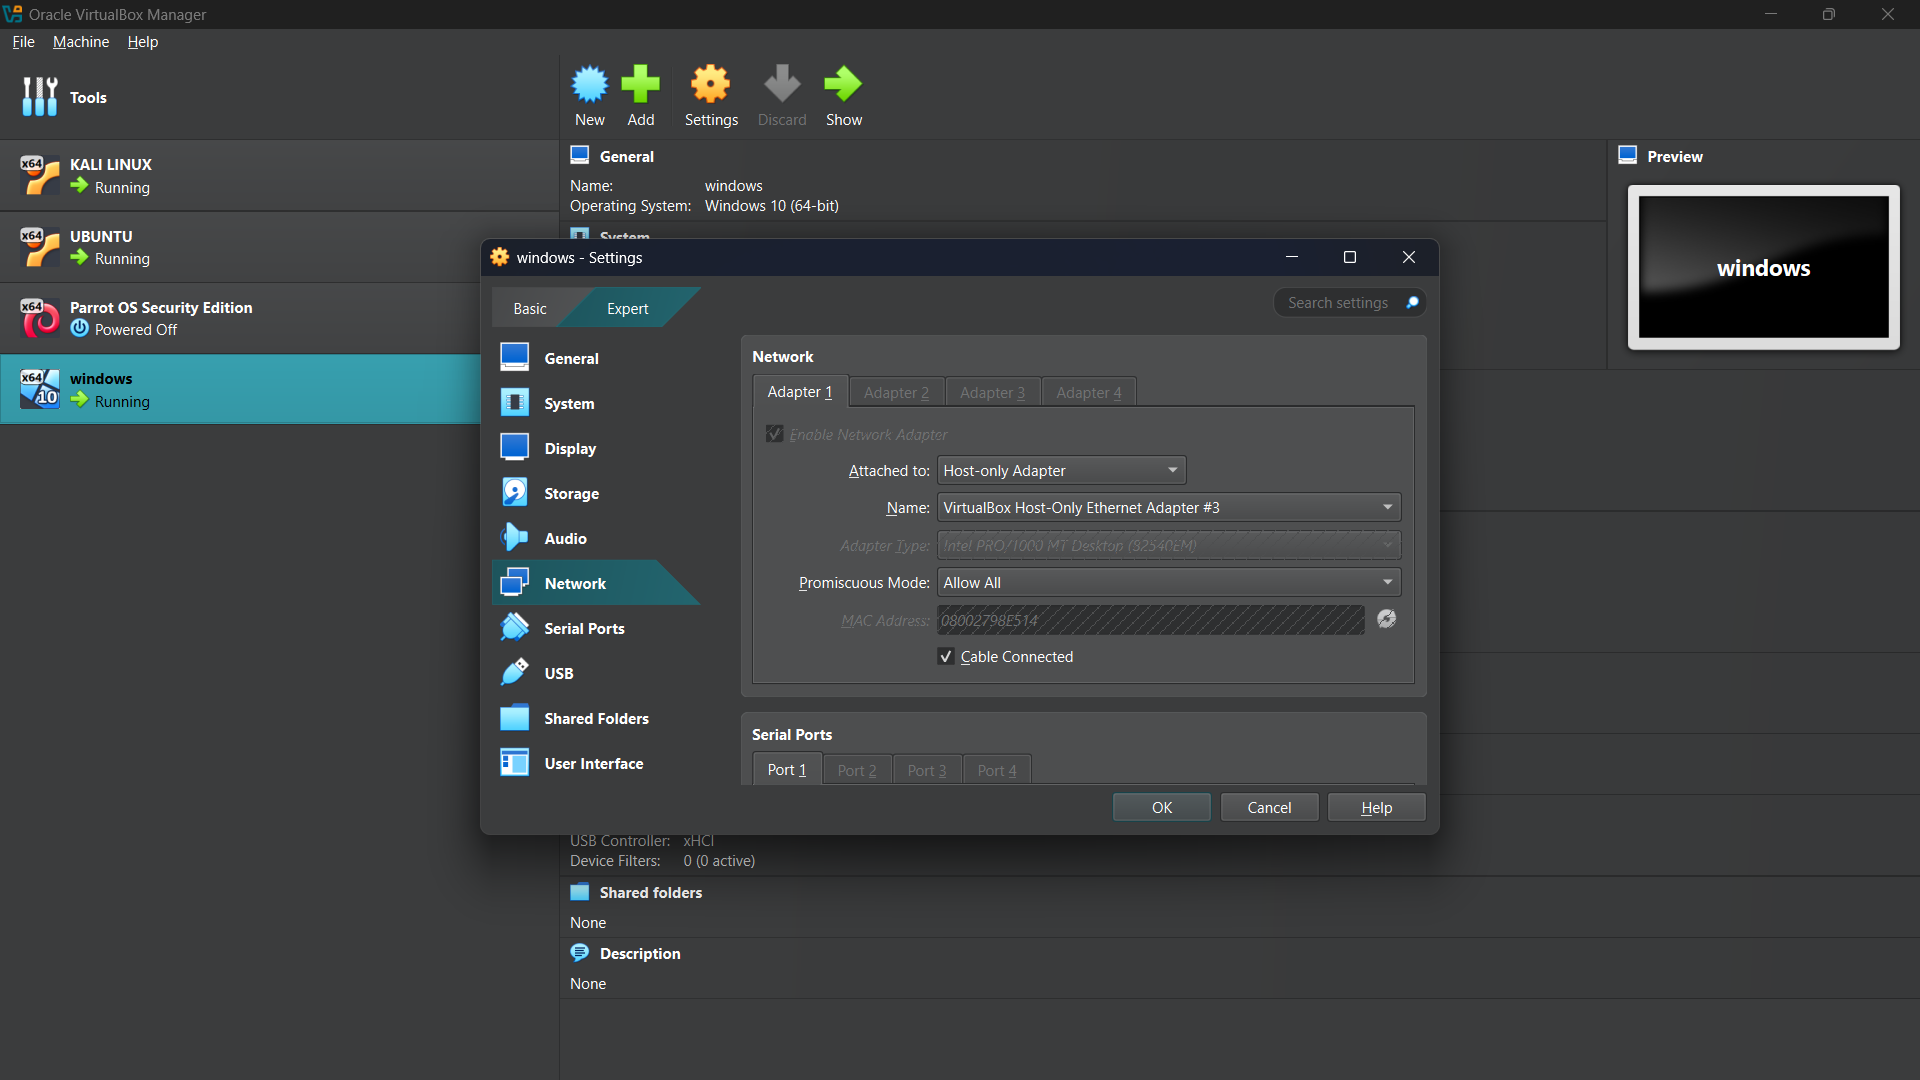 Oracle VirtualBox Manager
File Machine Help
Tools
New Add Settings Discard Show
x64 KALI LINUX
Running
x64 UBUNTU
Running
x64 Parrot OS Security Edition
Powered Off
x64 10 windows
Running
General
Name: windows
Operating System: Windows 10 (64-bit)
System
Preview
windows
windows - Settings
Basic Expert
Search settings
General
System
Display
Storage
Audio
Network
Serial Ports
USB
Shared Folders
User Interface
Network
Adapter 1 Adapter 2 Adapter 3 Adapter 4
Enable Network Adapter
Attached to: Host-only Adapter
Name: VirtualBox Host-Only Ethernet Adapter #3
Adapter Type: Intel PRO/1000 MT Desktop (82540EM)
Promiscuous Mode: Allow All
MAC Address: 08002798E514
Cable Connected
Serial Ports
Port 1 Port 2 Port 3 Port 4
OK Cancel Help
USB Controller: xHCI
Device Filters: 0 (0 active)
Shared folders
None
Description
None